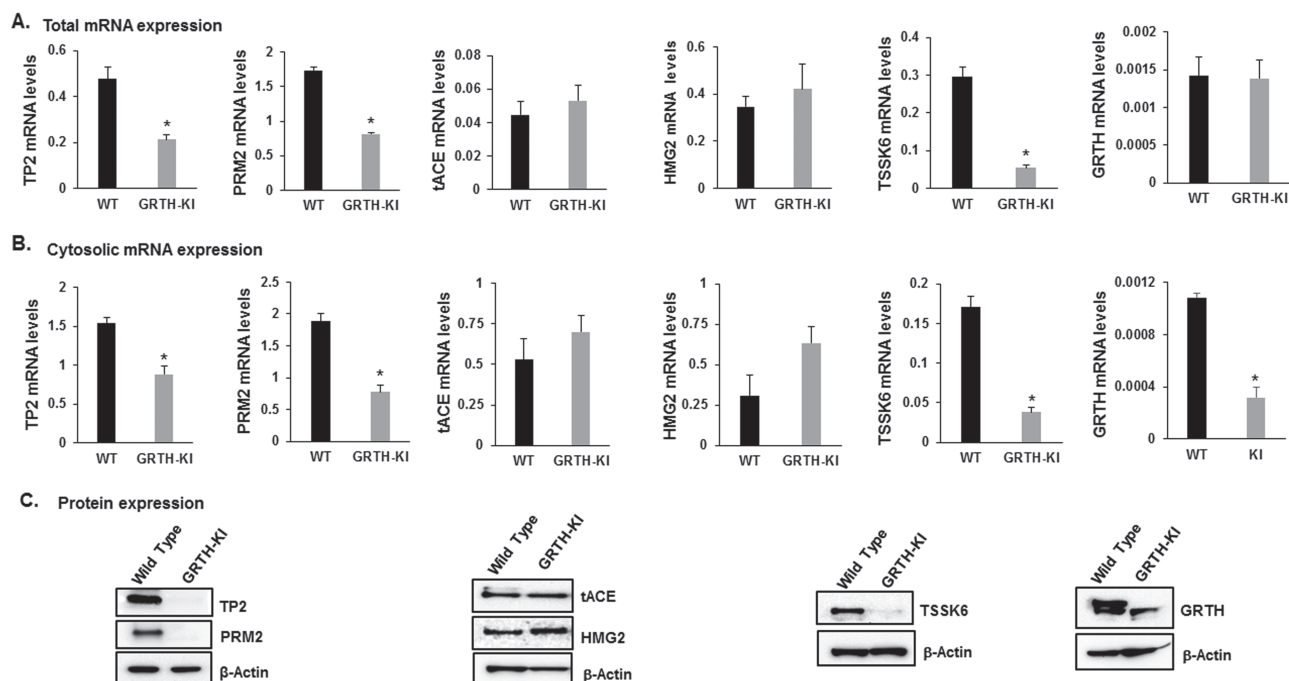 A. Total mRNA expression
TP2 mRNA levels
0.6
0.4
0.2
0
*
WT GRTH-KI
PRM2 mRNA levels
2
1.5
1
0.5
0
*
WT GRTH-KI
tACE mRNA levels
0.08
0.06
0.04
0.02
0
WT GRTH-KI
HMG2 mRNA levels
0.6
0.4
0.2
0
WT GRTH-KI
TSSK6 mRNA levels
0.4
0.3
0.2
0.1
0
*
WT GRTH-KI
GRTH mRNA levels
0.002
0.0015
0.001
0.0005
0
WT GRTH-KI
B. Cytosolic mRNA expression
TP2 mRNA levels
2
1.5
1
0.5
0
*
WT GRTH-KI
PRM2 mRNA levels
2.5
2
1.5
1
0.5
0
*
WT GRTH-KI
tACE mRNA levels
1
0.75
0.5
0.25
0
WT GRTH-KI
HMG2 mRNA levels
1
0.75
0.5
0.25
0
WT GRTH-KI
TSSK6 mRNA levels
0.2
0.15
0.1
0.05
0
*
WT GRTH-KI
GRTH mRNA levels
0.0012
0.0008
0.0004
0
*
WT KI
C. Protein expression
Wild Type
GRTH-KI
TP2
PRM2
β-Actin
Wild Type
GRTH-KI
tACE
HMG2
β-Actin
Wild Type
GRTH-KI
TSSK6
β-Actin
Wild Type
GRTH-KI
GRTH
β-Actin